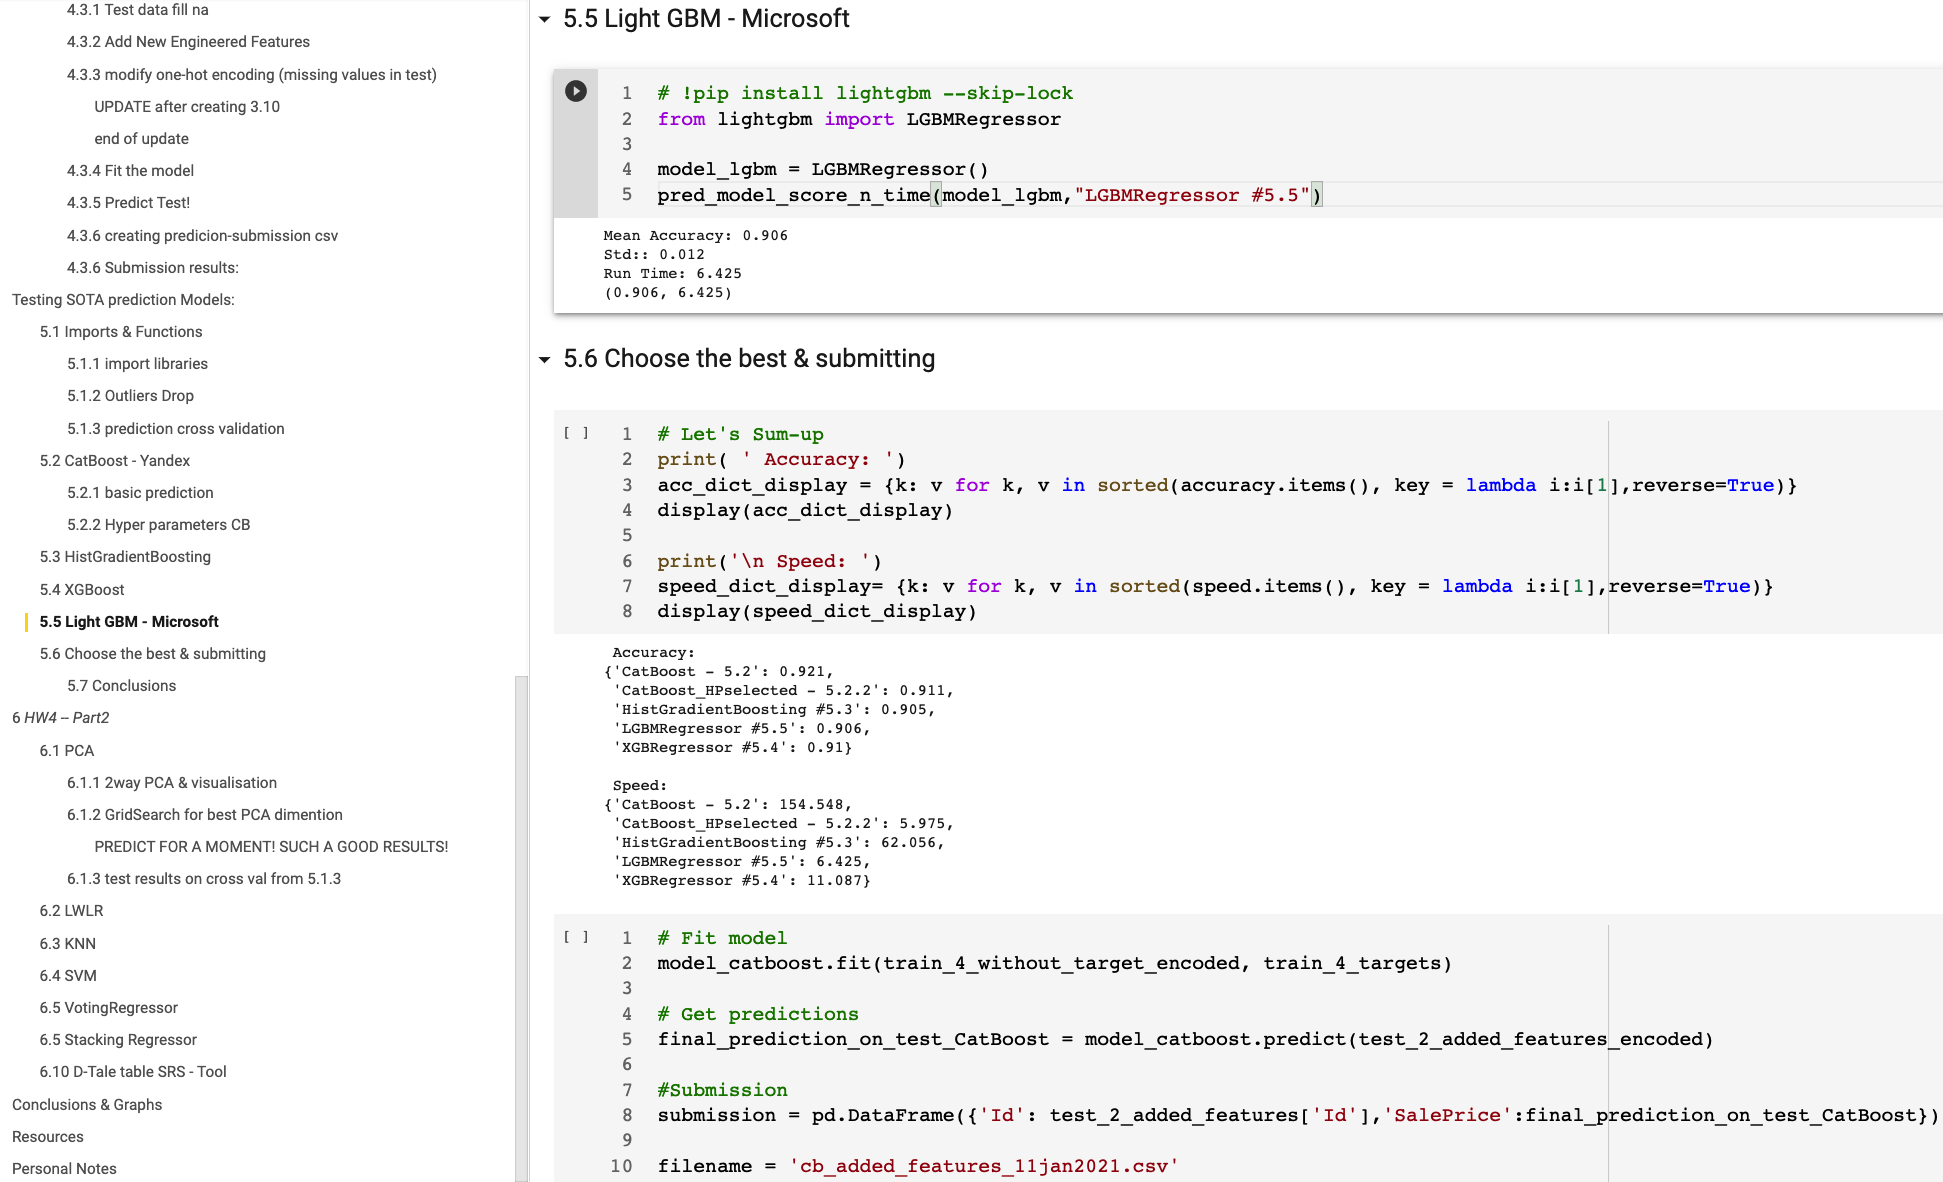 4.3.1 Test data fill na
4.3.2 Add New Engineered Features
4.3.3 modify one-hot encoding (missing values in test)
UPDATE after creating 3.10
end of update
4.3.4 Fit the model
4.3.5 Predict Test!
4.3.6 creating predicion-submission csv
4.3.6 Submission results:
Testing SOTA prediction Models:
5.1 Imports & Functions
5.1.1 import libraries
5.1.2 Outliers Drop
5.1.3 prediction cross validation
5.2 CatBoost - Yandex
5.2.1 basic prediction
5.2.2 Hyper parameters CB
5.3 HistGradientBoosting
5.4 XGBoost
5.5 Light GBM - Microsoft
5.6 Choose the best & submitting
5.7 Conclusions
6 HW4 -- Part2
6.1 PCA
6.1.1 2way PCA & visualisation
6.1.2 GridSearch for best PCA dimention
PREDICT FOR A MOMENT! SUCH A GOOD RESULTS!
6.1.3 test results on cross val from 5.1.3
6.2 LWLR
6.3 KNN
6.4 SVM
6.5 VotingRegressor
6.5 Stacking Regressor
6.10 D-Tale table SRS - Tool
Conclusions & Graphs
Resources
Personal Notes
5.5 Light GBM - Microsoft
1 # !pip install lightgbm --skip-lock
2 from lightgbm import LGBMRegressor
3
4 model_lgbm = LGBMRegressor()
5 pred_model_score_n_time(model_lgbm,"LGBMRegressor #5.5")
Mean Accuracy: 0.906
Std:: 0.012
Run Time: 6.425
(0.906, 6.425)
5.6 Choose the best & submitting
[ ] 1 # Let's Sum-up
2 print( ' Accuracy: ')
3 acc_dict_display = {k: v for k, v in sorted(accuracy.items(), key = lambda i:i[1],reverse=True)}
4 display(acc_dict_display)
5
6 print('\n Speed: ')
7 speed_dict_display= {k: v for k, v in sorted(speed.items(), key = lambda i:i[1],reverse=True)}
8 display(speed_dict_display)
Accuracy:
{'CatBoost - 5.2': 0.921,
'CatBoost_HPselected - 5.2.2': 0.911,
'HistGradientBoosting #5.3': 0.905,
'LGBMRegressor #5.5': 0.906,
'XGBRegressor #5.4': 0.91}
Speed:
{'CatBoost - 5.2': 154.548,
'CatBoost_HPselected - 5.2.2': 5.975,
'HistGradientBoosting #5.3': 62.056,
'LGBMRegressor #5.5': 6.425,
'XGBRegressor #5.4': 11.087}
[ ] 1 # Fit model
2 model_catboost.fit(train_4_without_target_encoded, train_4_targets)
3
4 # Get predictions
5 final_prediction_on_test_CatBoost = model_catboost.predict(test_2_added_features_encoded)
6
7 #Submission
8 submission = pd.DataFrame({'Id': test_2_added_features['Id'],'SalePrice':final_prediction_on_test_CatBoost})
9
10 filename = 'cb_added_features_11jan2021.csv'